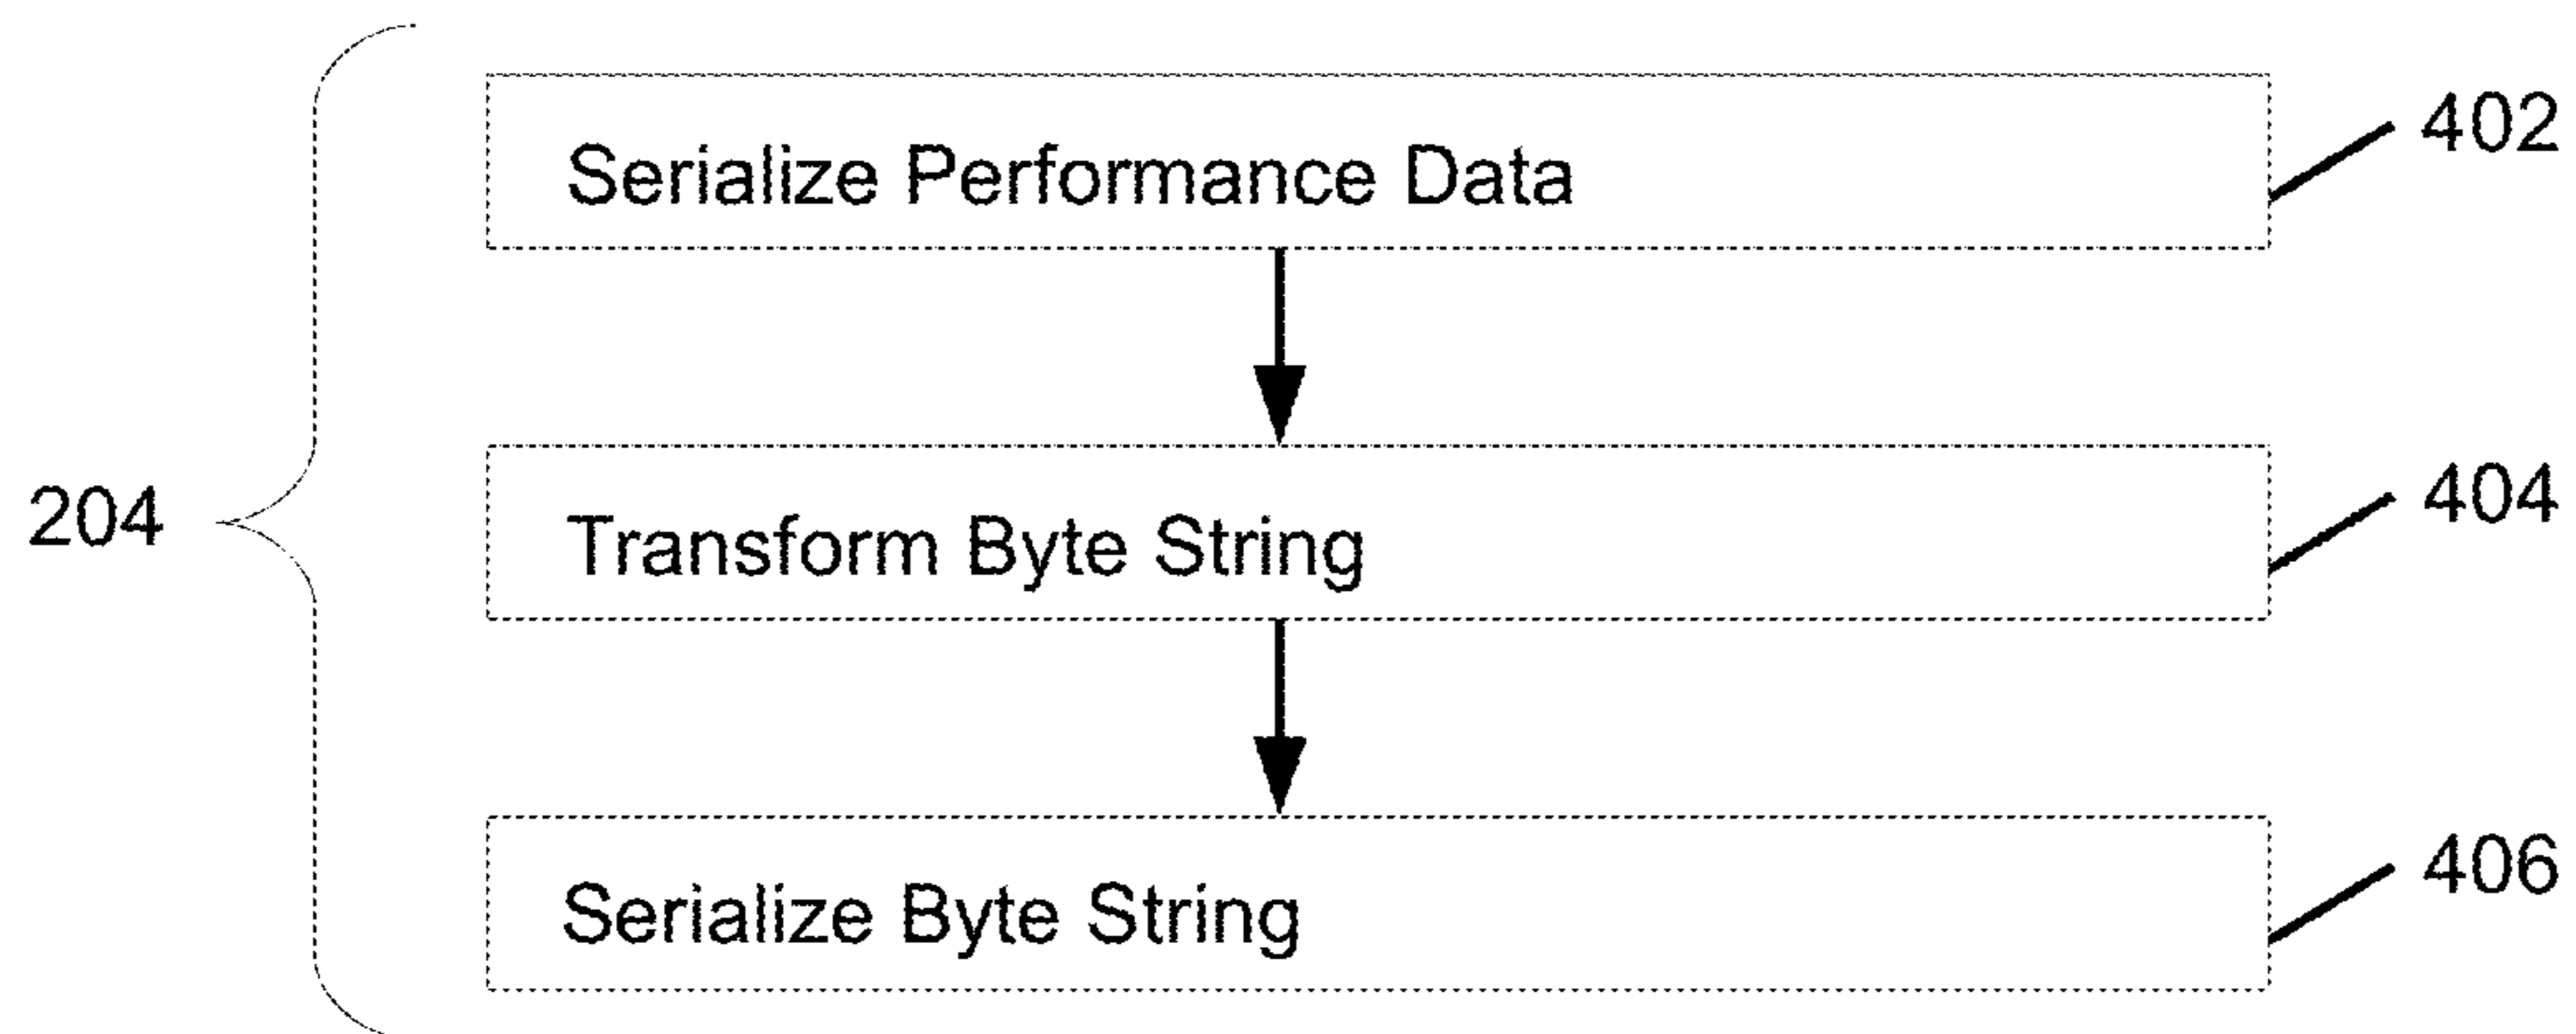 Serialize Performance Data
402
204
Transform Byte String
404
Serialize Byte String
406